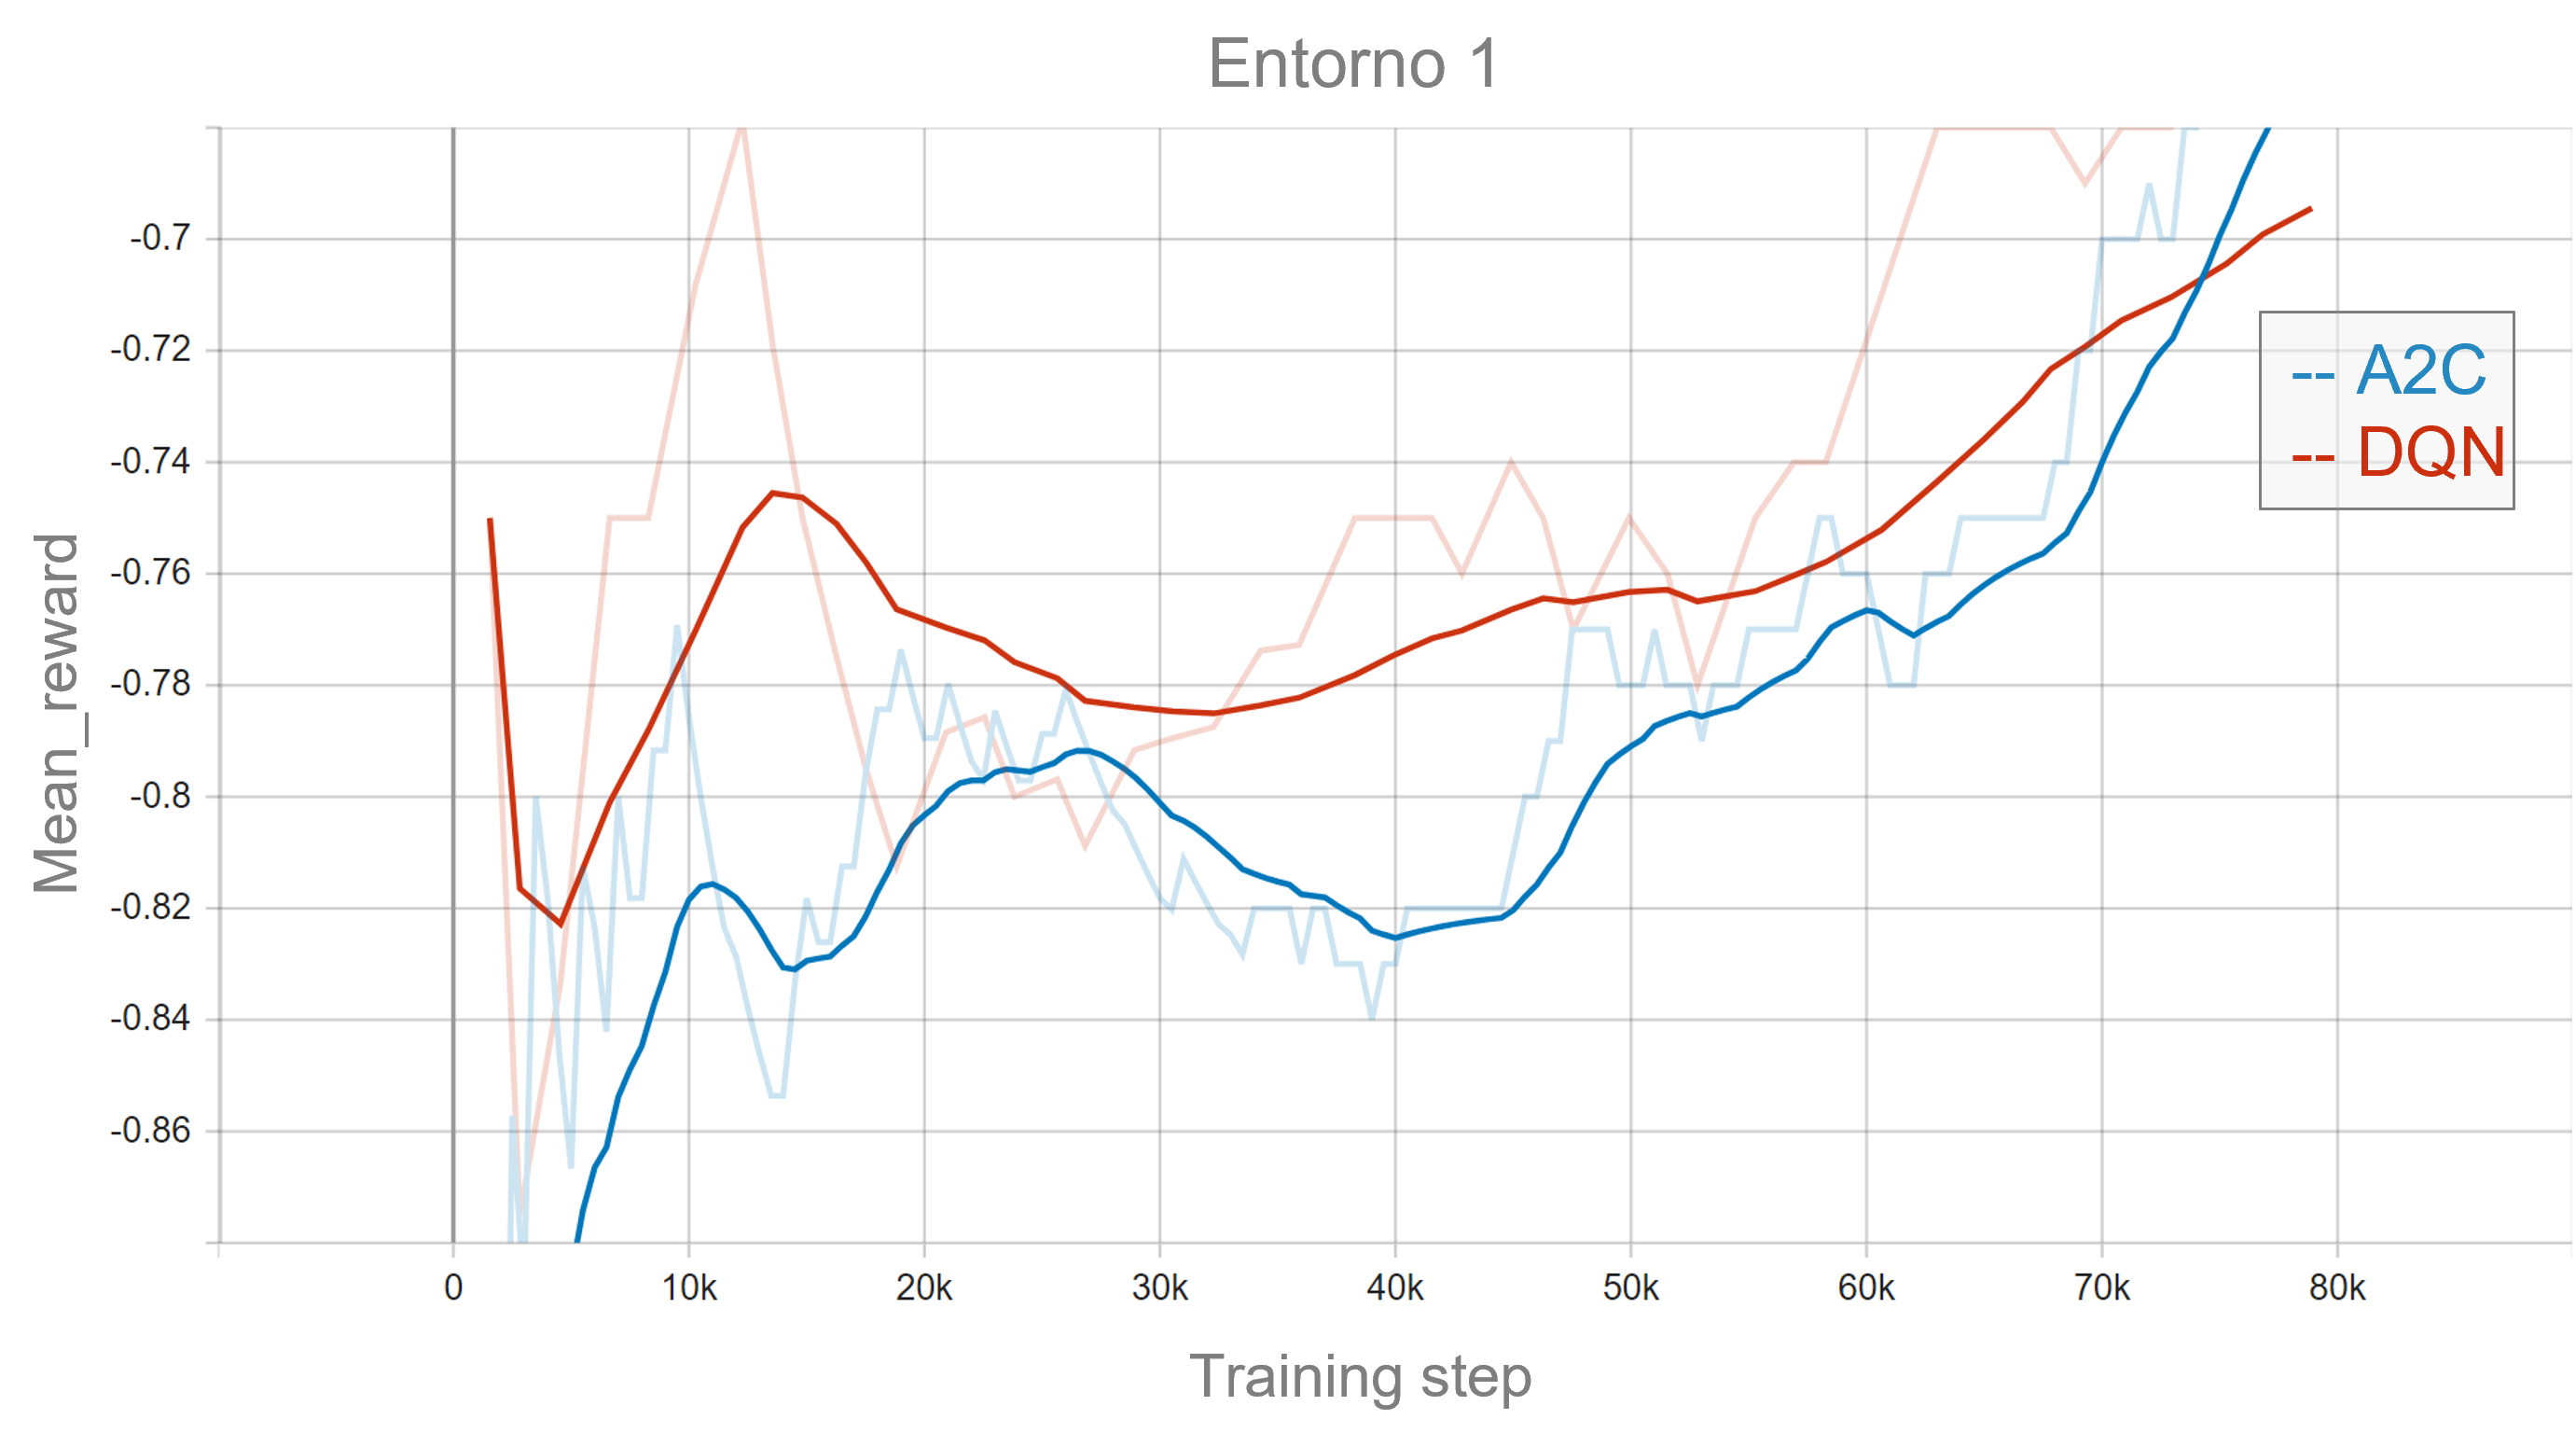 Entorno 1
Mean_reward
-0.7
-0.72
-0.74
-0.76
-0.78
-0.8
-0.82
-0.84
-0.86
-- A2C
-- DQN
0 10k 20k 30k 40k 50k 60k 70k 80k
Training step